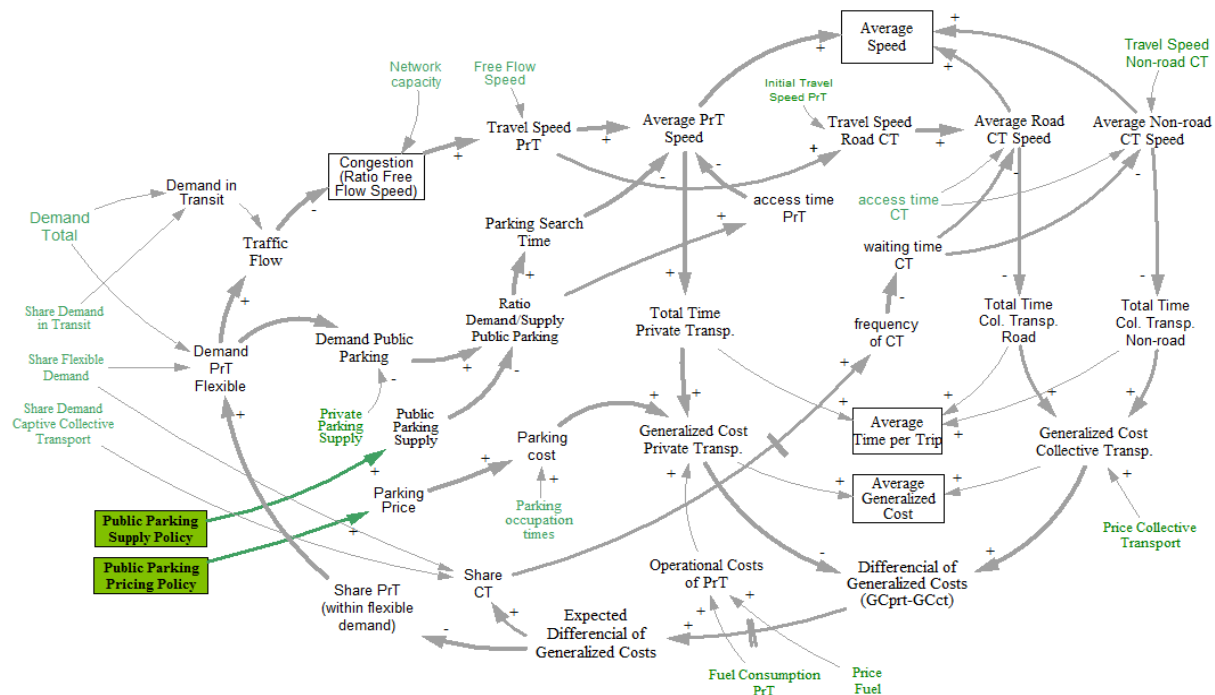 Average
Speed
Travel Speed
Non-road CT
Network
capacity
Free Flow
Speed
Initial Travel
Speed PrT
Travel Speed
PrT
Average PrT
Speed
Travel Speed
Road CT
Average Road
CT Speed
Average Non-road
CT Speed
Congestion
(Ratio Free
Flow Speed)
Demand in
Transit
Demand
Total
Traffic
Flow
Parking Search
Time
access time
PrT
access time
CT
waiting time
CT
Share Demand
in Transit
Demand
PrT
Flexible
Demand Public
Parking
Ratio
Demand/Supply
Public Parking
Total Time
Private Transp.
frequency
of CT
Total Time
Col. Transp.
Road
Total Time
Col. Transp.
Non-road
Share Flexible
Demand
Share Demand
Captive Collective
Transport
Private
Parking
Supply
Public
Parking
Supply
Parking
cost
Generalized Cost
Private Transp.
Average
Time per Trip
Generalized Cost
Collective Transp.
Parking
Price
Parking
occupation
times
Average
Generalized
Cost
Price Collective
Transport
Public Parking
Supply Policy
Public Parking
Pricing Policy
Share PrT
(within flexible
demand)
Share
CT
Operational Costs
of PrT
Differencial of
Generalized Costs
(GCprt-GCct)
Expected
Differencial of
Generalized Costs
Fuel Consumption
PrT
Price
Fuel